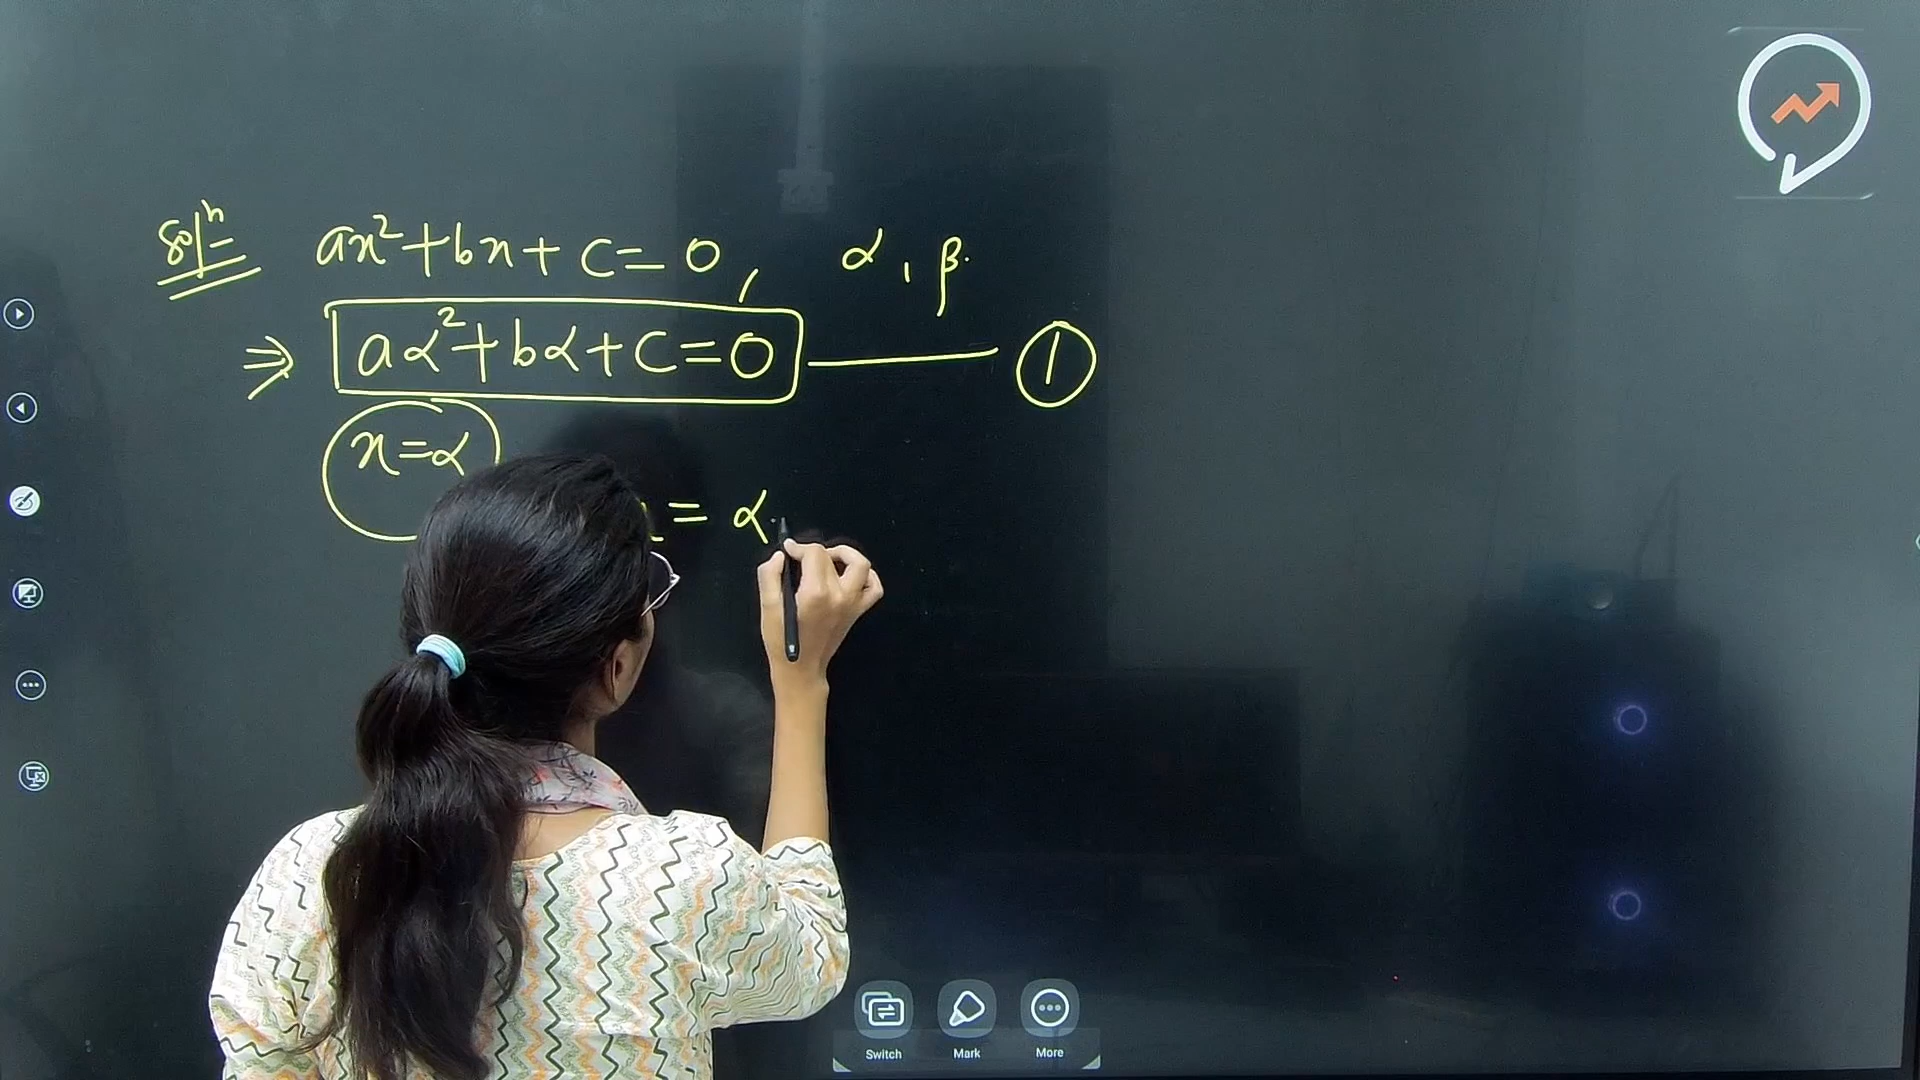 Solⁿ= ax²+bx+c=0, α, β.
⇒ aα²+bα+c=0 —— ①
x=α
= α
Switch Mark More